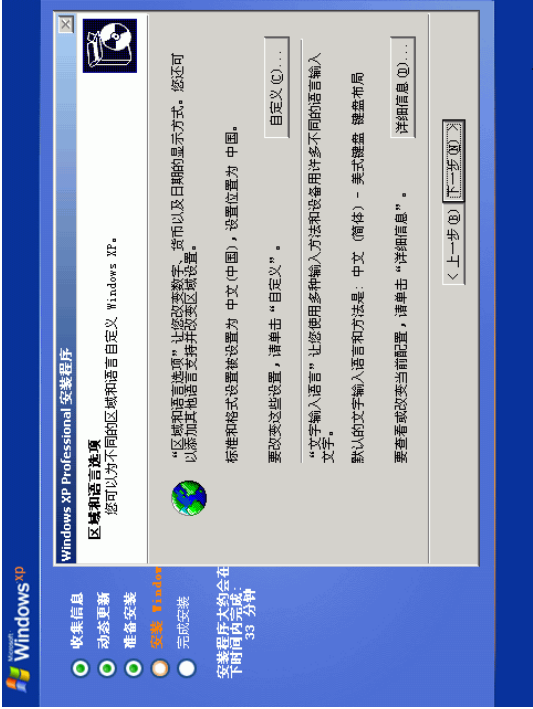 Microsoft
Windows xp
收集信息
动态更新
准备安装
安装 Window
完成安装
安装程序大约会在
下时间内完成:
33 分钟
Windows XP Professional 安装程序
区域和语言选项
您可以为不同的区域和语言自定义 Windows XP。
“区域和语言选项”让您改变数字、货币以及日期的显示方式。您还可
以添加其他语言支持并改变区域设置。
标准和格式设置被设置为 中文(中国)，设置位置为 中国。
要改变这些设置，请单击“自定义”。
自定义(C)...
“文字输入语言”让您使用多种输入方法和设备用许多不同的语言输入
文字。
默认的文字输入语言和方法是: 中文 (简体) - 美式键盘 键盘布局
要查看或改变当前配置，请单击“详细信息”。
详细信息(D)...
< 上一步(B)
下一步(N) >